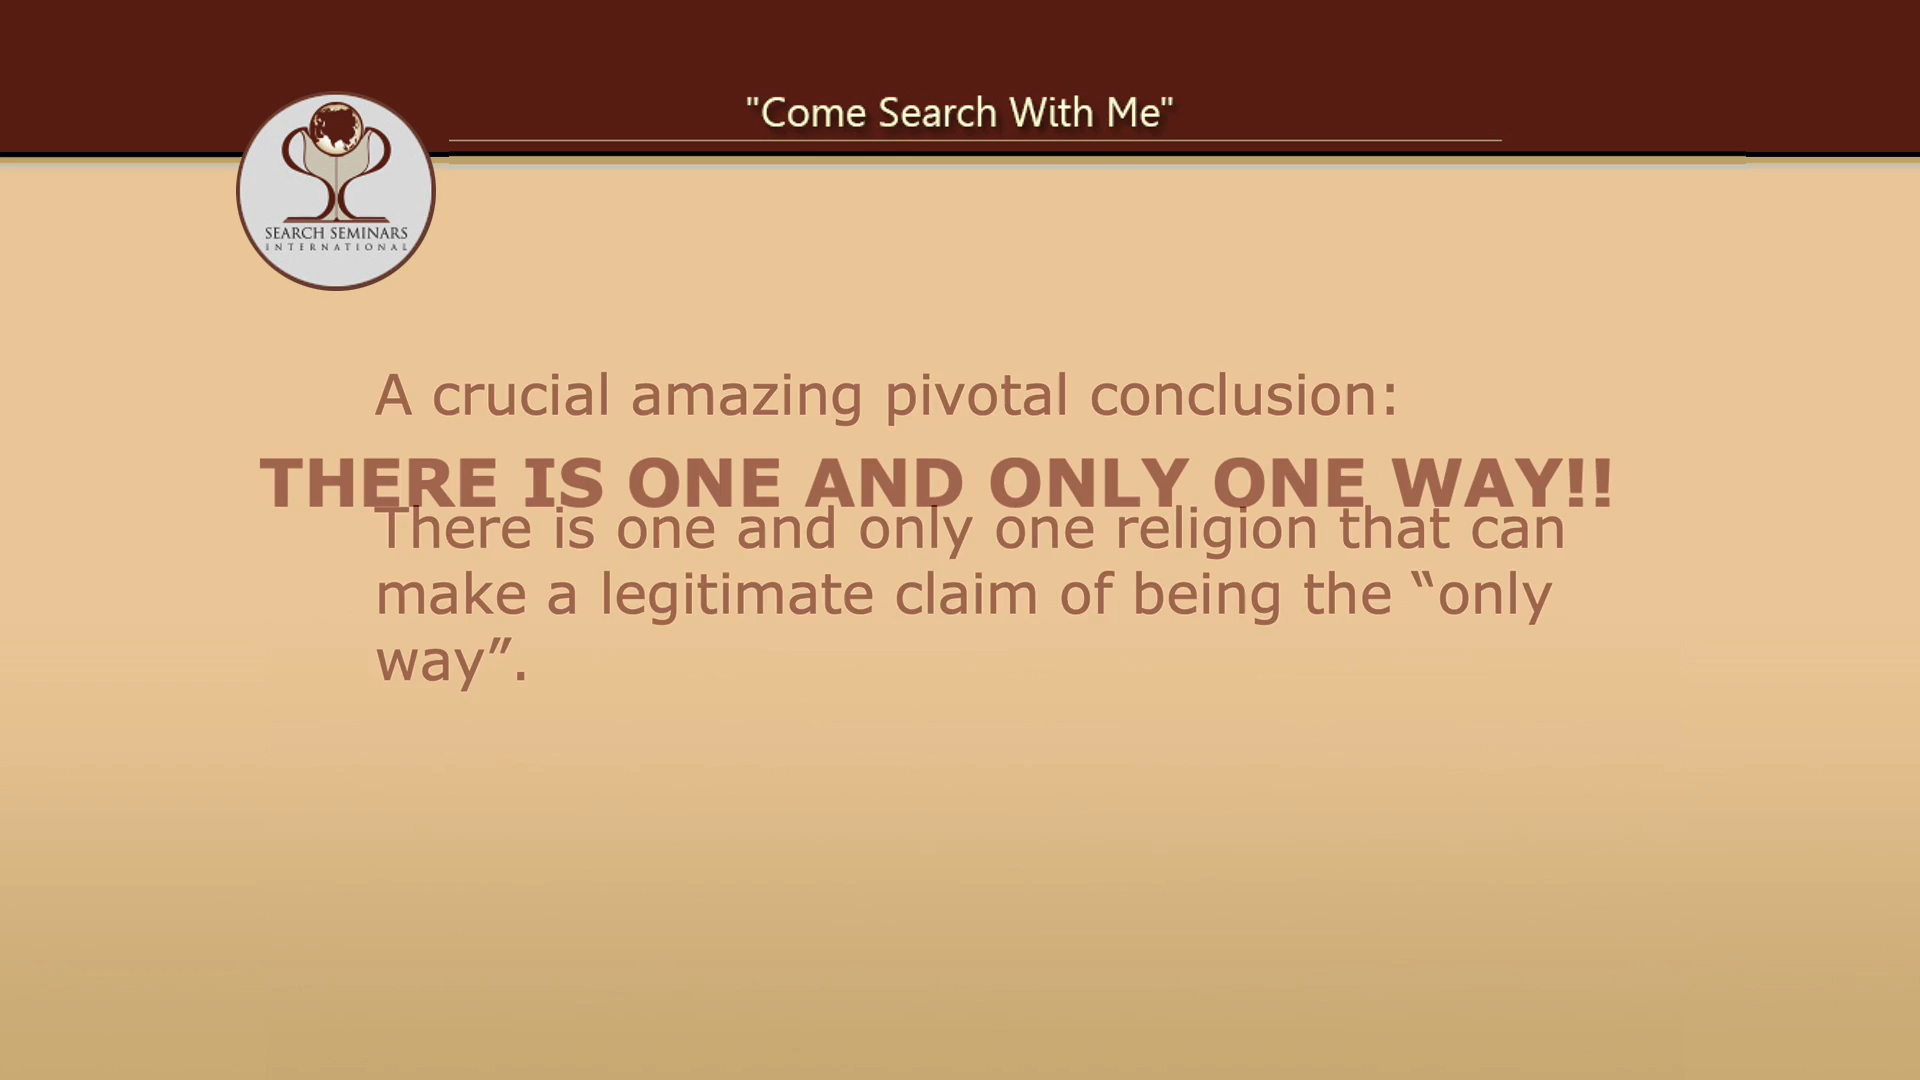 "Come Search With Me"
SEARCH SEMINARS
INTERNATIONAL
A crucial amazing pivotal conclusion:
THERE IS ONE AND ONLY ONE WAY!!
There is one and only one religion that can
make a legitimate claim of being the “only
way”.